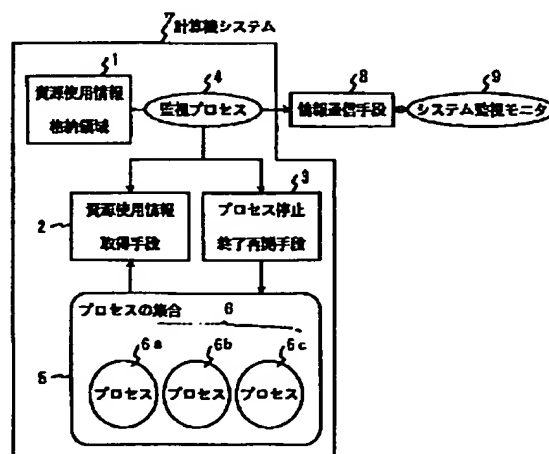 7 計算機システム
1 4 8 9
資源使用情報
格納領域
監視プロセス
情報通信手段
システム監視モニタ
3
2
資源使用情報
取得手段
プロセス停止
終了再開手段
プロセスの集合 6
5
6a 6b 6c
プロセス プロセス プロセス